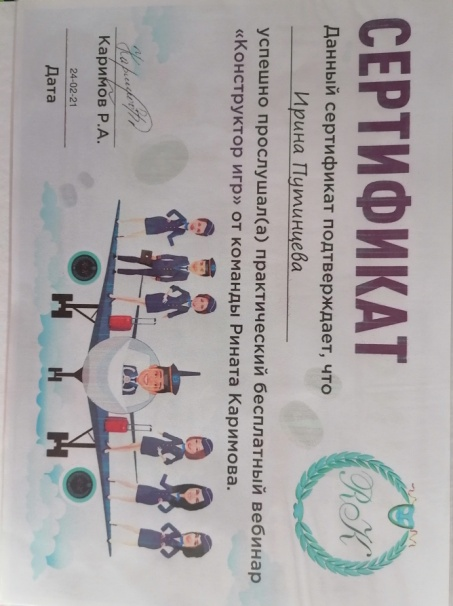 СЕРТИФИКАТ
Данный сертификат подтверждает, что
Ирина Путинцева
успешно прослушал(а) практический бесплатный вебинар
«Конструктор игр» от команды Рината Каримова.
RK
Каримов Р.А.
24-02-21
Дата